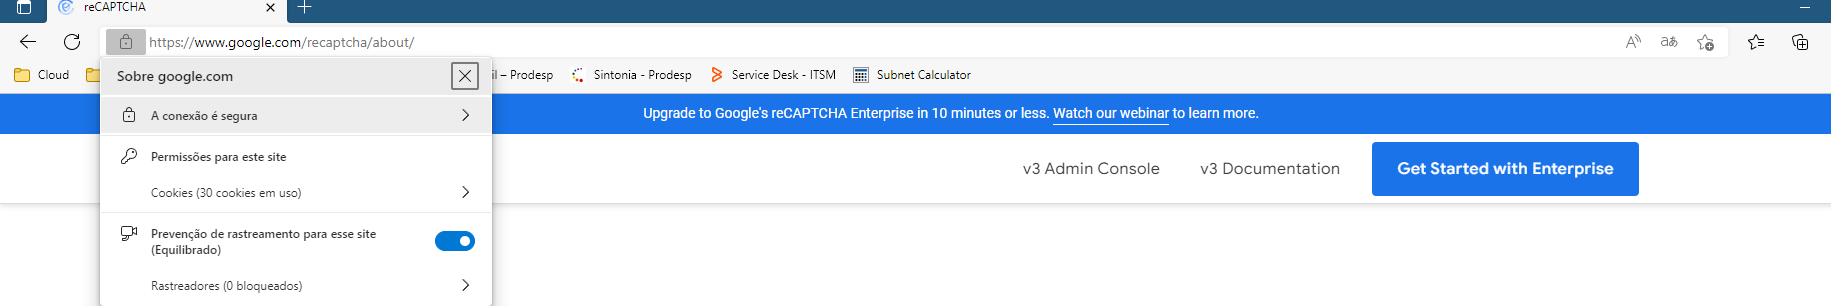 reCAPTCHA
https://www.google.com/recaptcha/about/
Cloud
il – Prodesp
Sintonia - Prodesp
Service Desk - ITSM
Subnet Calculator
Sobre google.com
A conexão é segura
Permissões para este site
Cookies (30 cookies em uso)
Prevenção de rastreamento para esse site
(Equilibrado)
Rastreadores (0 bloqueados)
Upgrade to Google's reCAPTCHA Enterprise in 10 minutes or less. Watch our webinar to learn more.
v3 Admin Console
v3 Documentation
Get Started with Enterprise